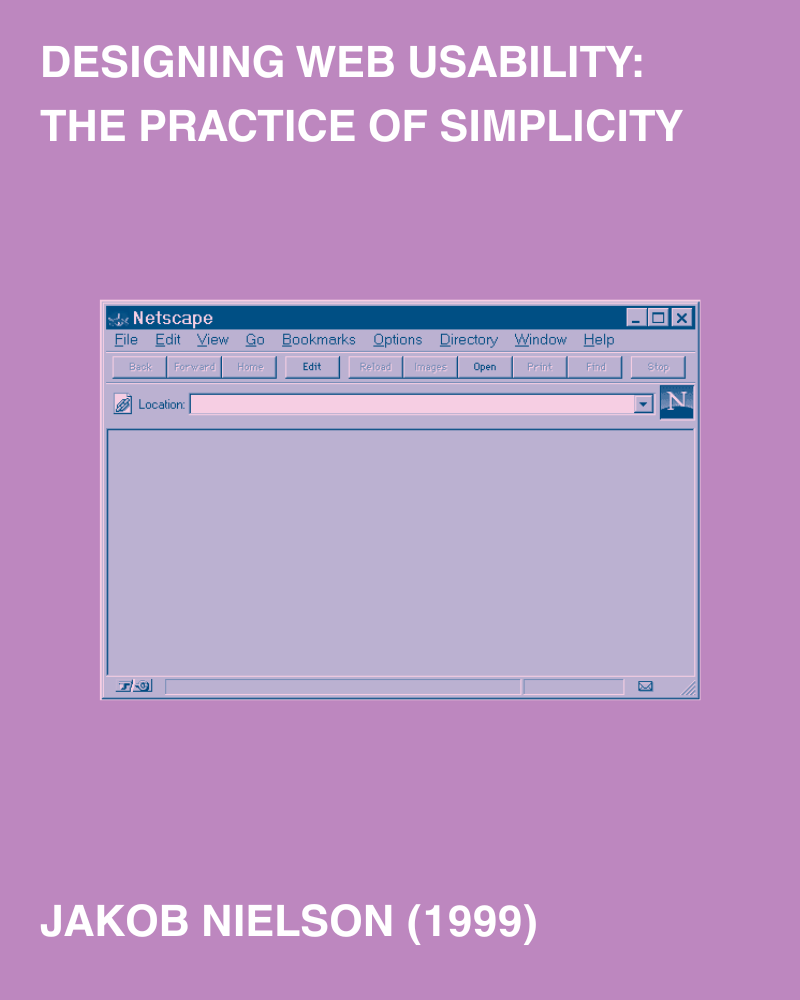 DESIGNING WEB USABILITY:
THE PRACTICE OF SIMPLICITY
Netscape
File Edit View Go Bookmarks Options Directory Window Help
Back Forward Home Edit Reload Images Open Print Find Stop
Location:
N
JAKOB NIELSON (1999)